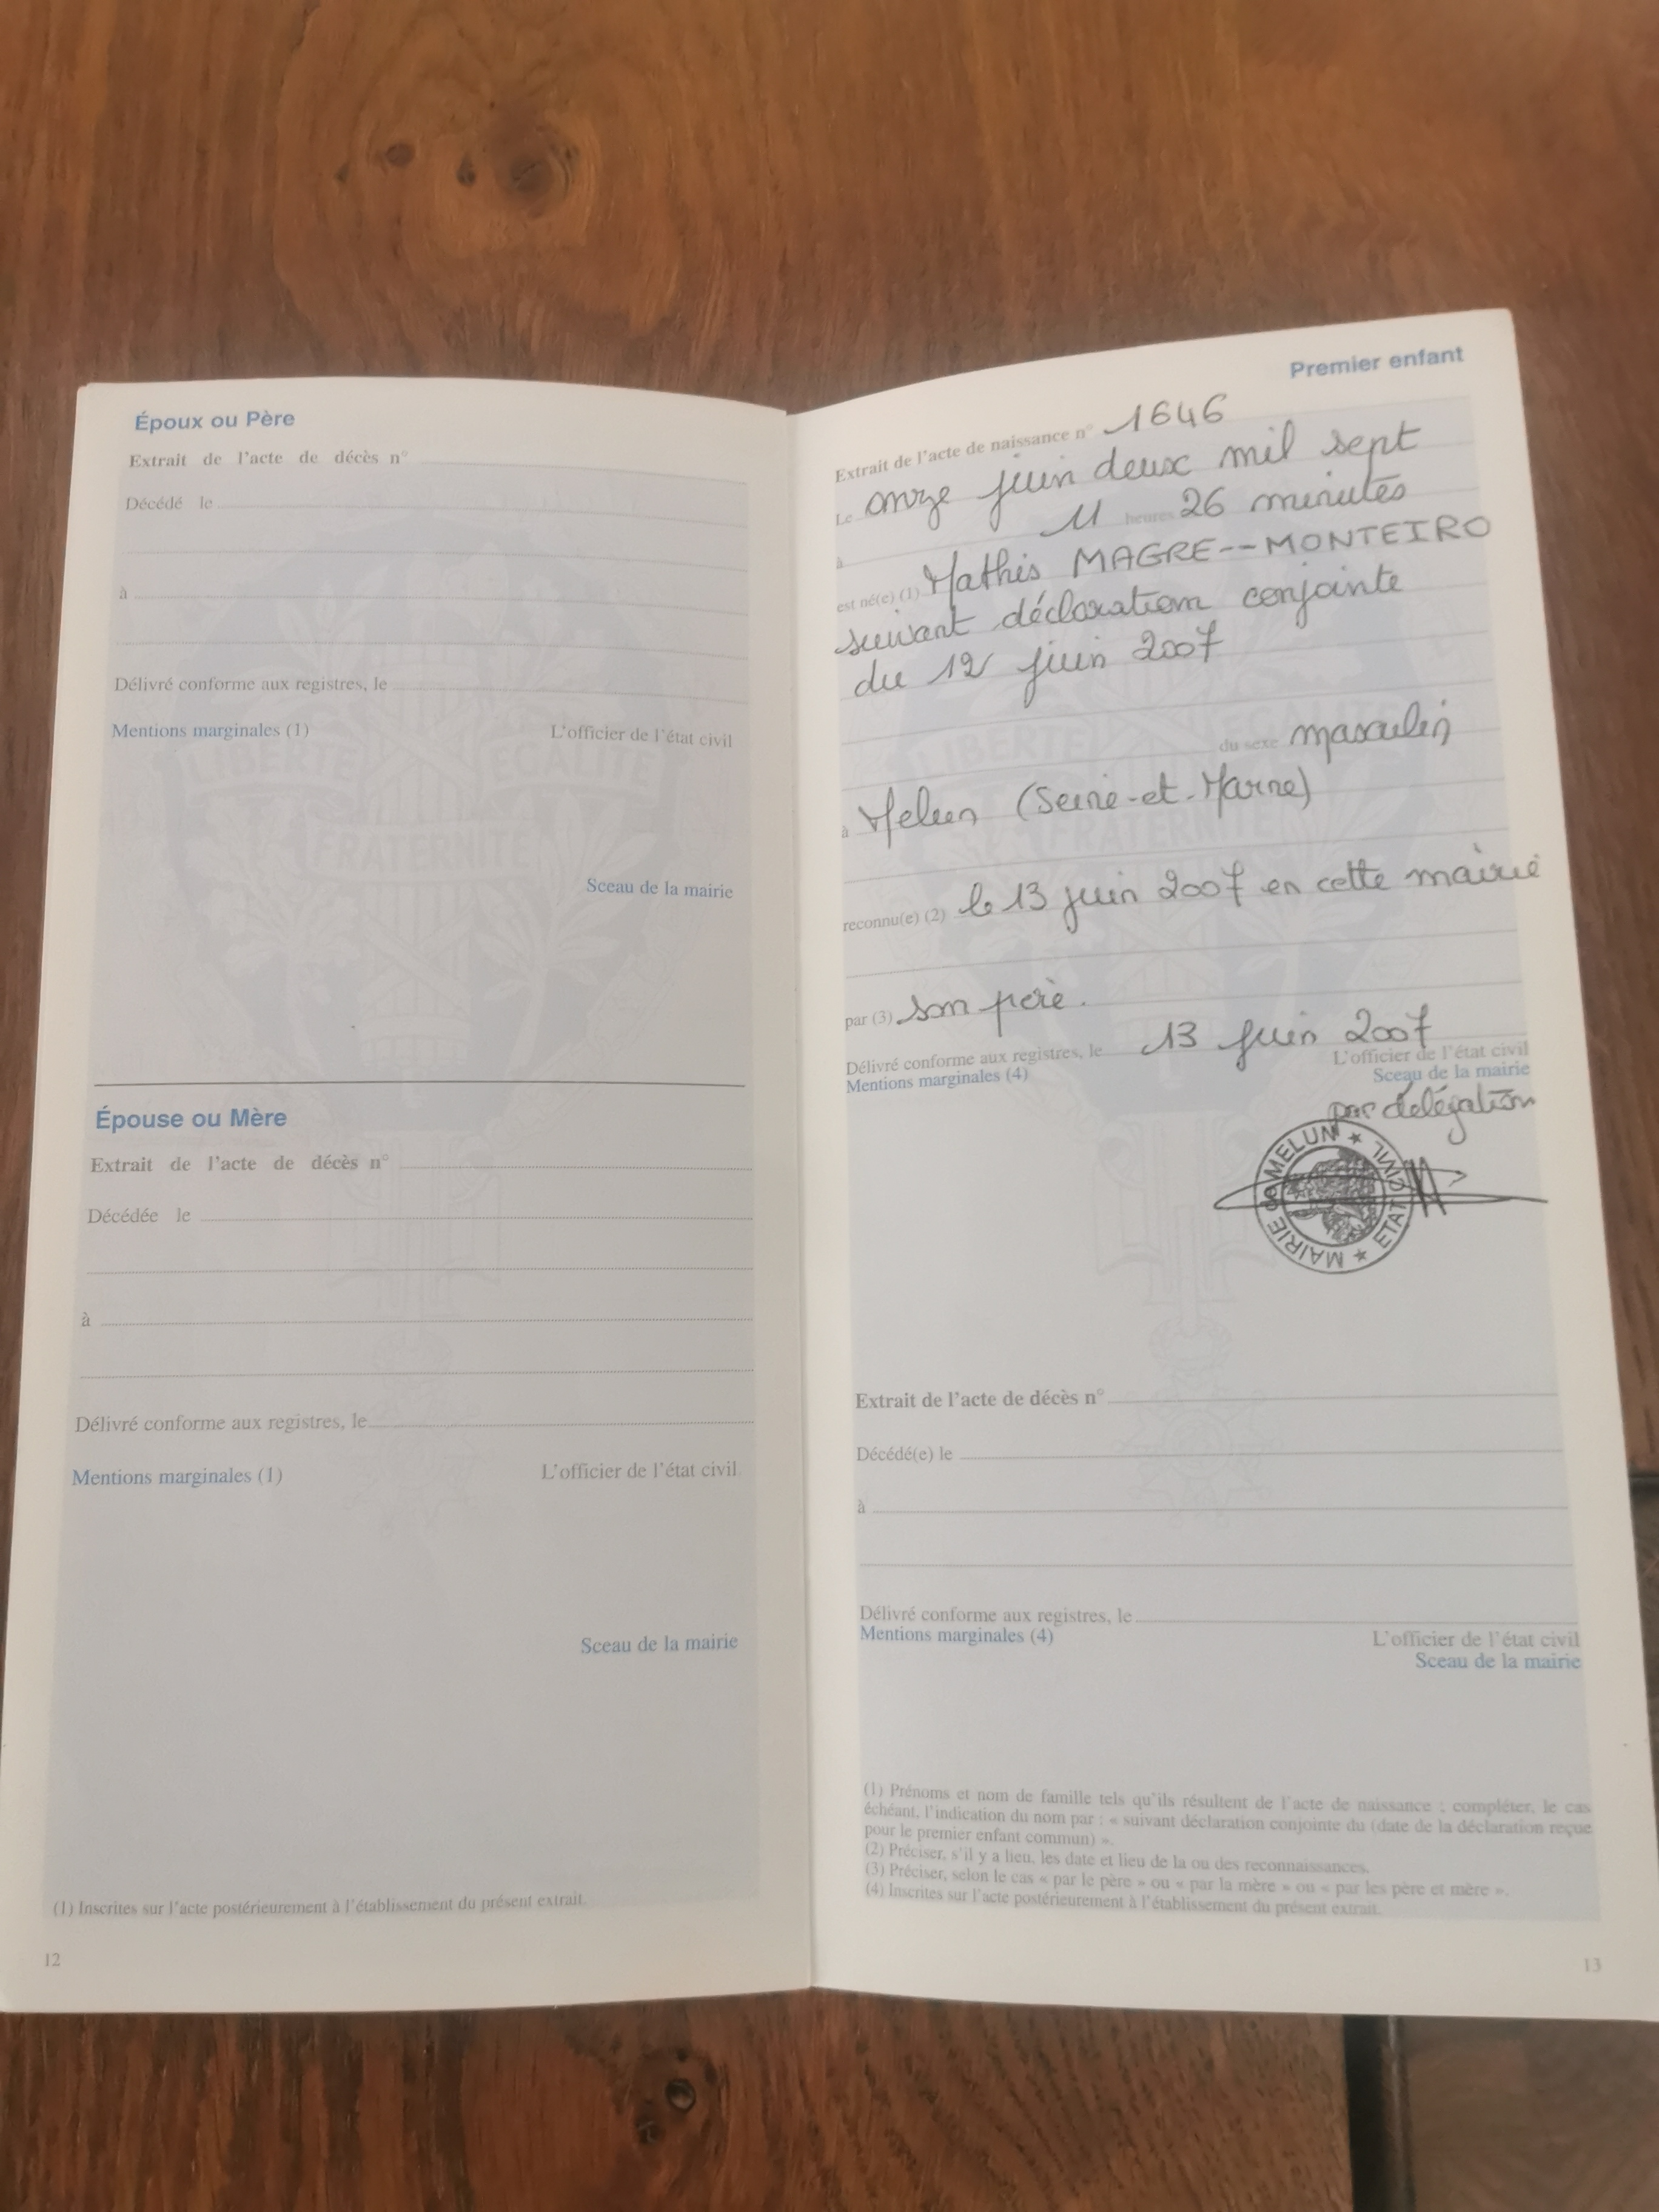 Époux ou Père
Extrait de l'acte de décès n°
Décédé le
à
Délivré conforme aux registres, le
Mentions marginales (1) L'officier de l'état civil
LIBERTE EGALITE
FRATERNITE
Sceau de la mairie
Épouse ou Mère
Extrait de l'acte de décès n°
Décédée le
à
Délivré conforme aux registres, le
Mentions marginales (1) L'officier de l'état civil
Sceau de la mairie
(1) Inscrites sur l'acte postérieurement à l'établissement du présent extrait.
12
Premier enfant
Extrait de l'acte de naissance n° 1646
Le onze juin deux mil sept
à 11 heures 26 minutes
est né(e) (1) Mathis MAGRE--MONTEIRO
suivant déclaration conjointe
du 12 juin 2007
du sexe masculin
LIBERTE EGALITE
à Melun (Seine-et-Marne)
FRATERNITE
reconnu(e) (2) le 13 juin 2007 en cette mairie
par (3) son père.
Délivré conforme aux registres, le 13 juin 2007
Mentions marginales (4) L'officier de l'état civil
Sceau de la mairie
par délégation
MAIRIE de MELUN ★ ETAT CIVIL ★
Extrait de l'acte de décès n°
Décédé(e) le
à
Délivré conforme aux registres, le
Mentions marginales (4) L'officier de l'état civil
Sceau de la mairie
(1) Prénoms et nom de famille tels qu'ils résultent de l'acte de naissance ; compléter, le cas
échéant, l'indication du nom par : « suivant déclaration conjointe du (date de la déclaration reçue
pour le premier enfant commun) ».
(2) Préciser, s'il y a lieu, les date et lieu de la ou des reconnaissances.
(3) Préciser, selon le cas « par le père » ou « par la mère » ou « par les père et mère ».
(4) Inscrites sur l'acte postérieurement à l'établissement du présent extrait.
13